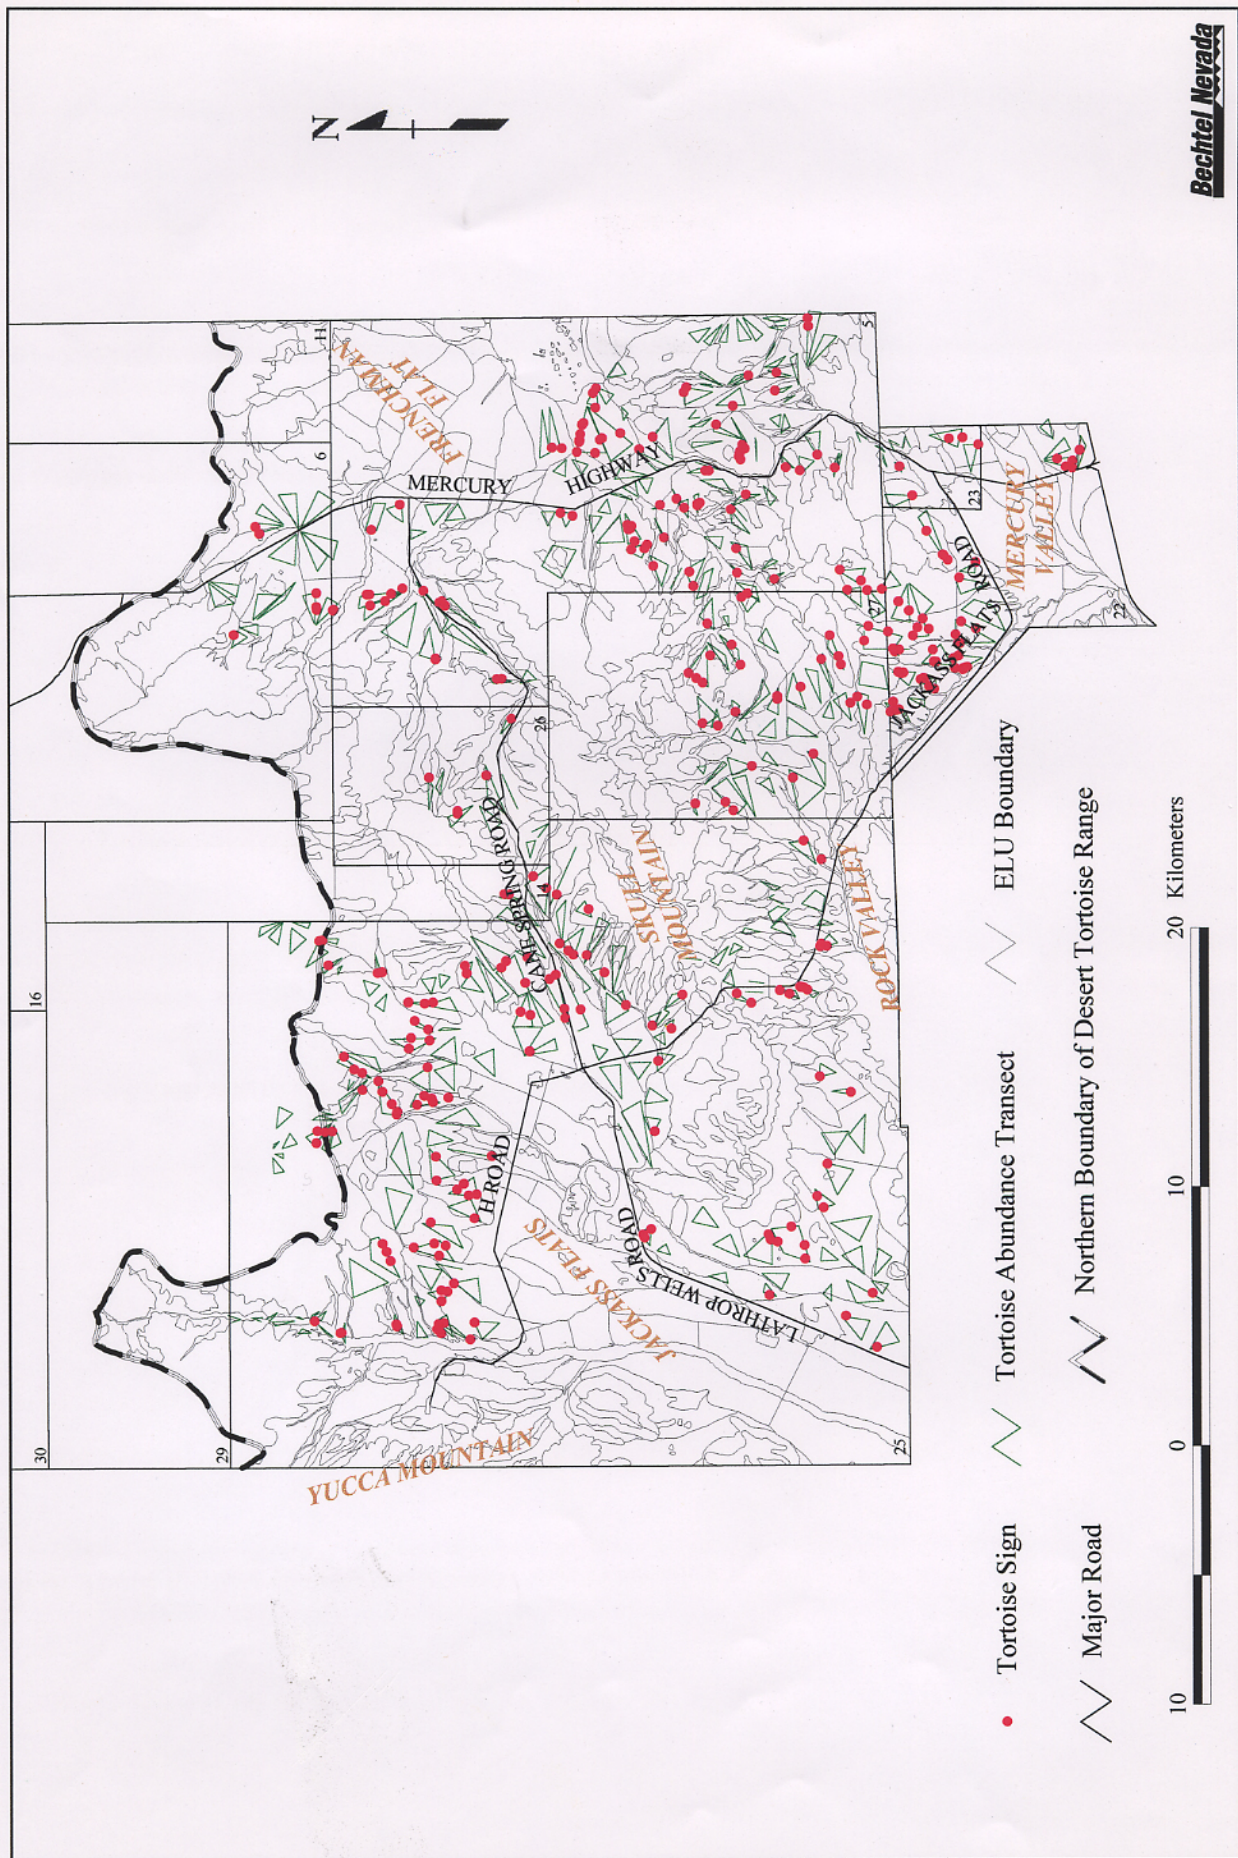 N
Bechtel Nevada
30
16
29
6
11
FRENCHMAN
FLAT
MERCURY
HIGHWAY
26
14
CANE SPRING ROAD
SKULL
MOUNTAIN
H ROAD
JACKASS FLATS
LATHROP WELLS ROAD
YUCCA MOUNTAIN
ROCK VALLEY
27
5
23
22
25
JACKASS FLATS ROAD
MERCURY
VALLEY
Tortoise Sign
Tortoise Abundance Transect
ELU Boundary
Major Road
Northern Boundary of Desert Tortoise Range
10
0
10
20 Kilometers